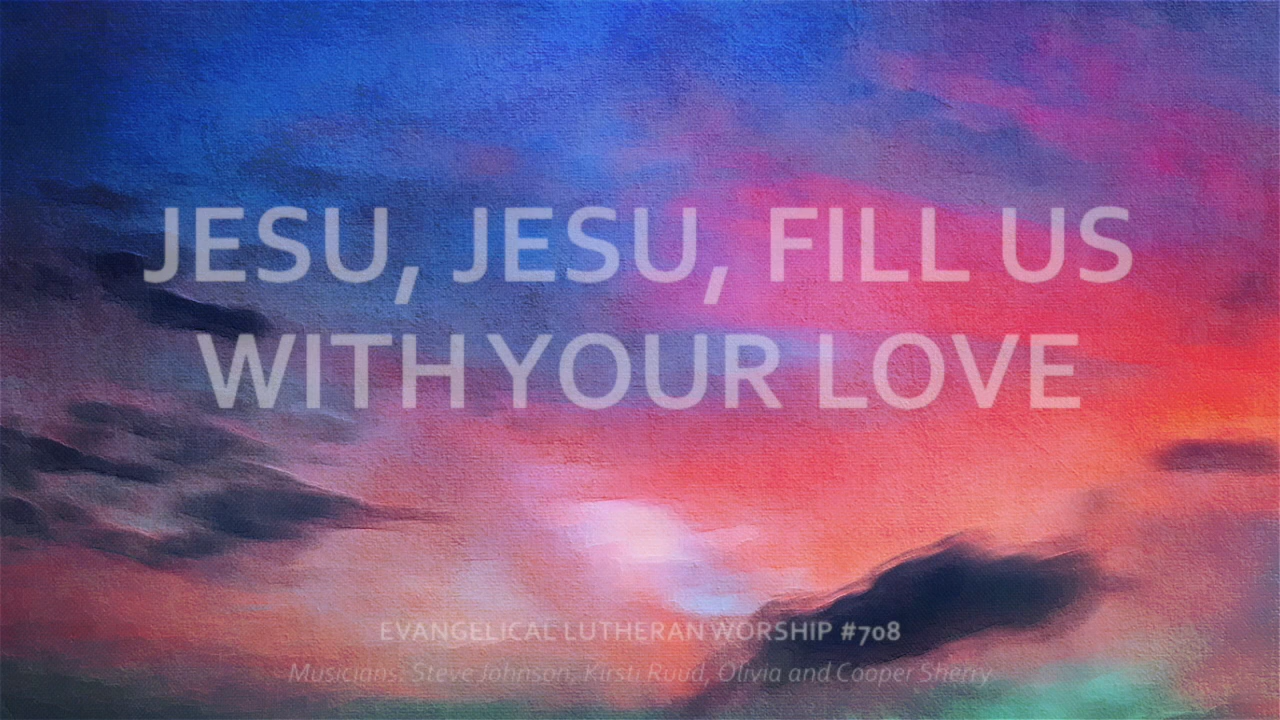 JESU, JESU, FILL US
WITH YOUR LOVE
EVANGELICAL LUTHERAN WORSHIP #708
Musicians: Steve Johnson, Kirsti Ruud, Olivia and Cooper Sherry